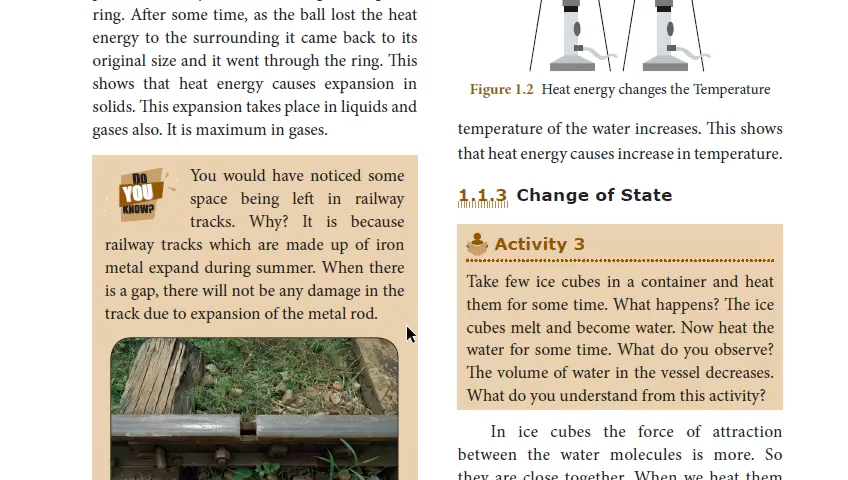 ring. After some time, as the ball lost the heat
energy to the surrounding it came back to its
original size and it went through the ring. This
shows that heat energy causes expansion in
solids. This expansion takes place in liquids and
gases also. It is maximum in gases.
DO
YOU
KNOW?
You would have noticed some
space being left in railway
tracks. Why? It is because
railway tracks which are made up of iron
metal expand during summer. When there
is a gap, there will not be any damage in the
track due to expansion of the metal rod.
Figure 1.2 Heat energy changes the Temperature
temperature of the water increases. This shows
that heat energy causes increase in temperature.
1.1.3 Change of State
Activity 3
Take few ice cubes in a container and heat
them for some time. What happens? The ice
cubes melt and become water. Now heat the
water for some time. What do you observe?
The volume of water in the vessel decreases.
What do you understand from this activity?
In ice cubes the force of attraction
between the water molecules is more. So
they are close together. When we heat them